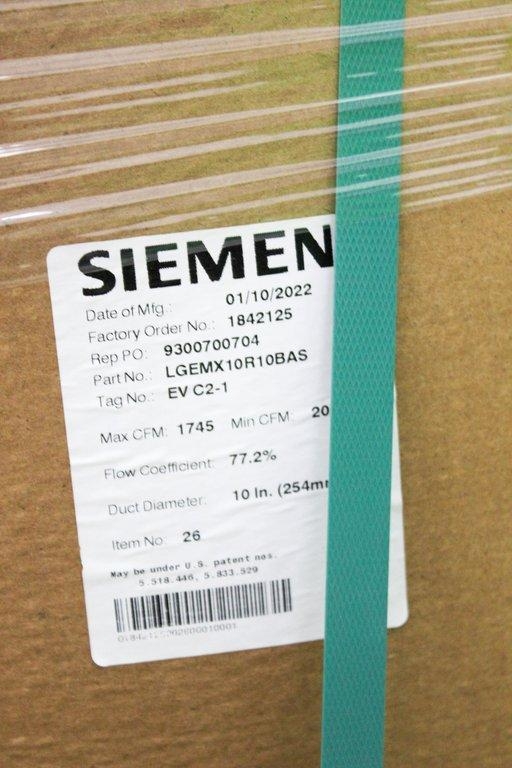 SIEMEN
Date of Mfg.: 01/10/2022
Factory Order No.: 1842125
Rep PO: 9300700704
Part No.: LGEMX10R10BAS
Tag No.: EV C2-1
Max CFM: 1745 Min CFM: 20
Flow Coefficient: 77.2%
Duct Diameter: 10 In. (254m
Item No: 26
May be under U.S. patent nos.
5.518.446, 5.833.529